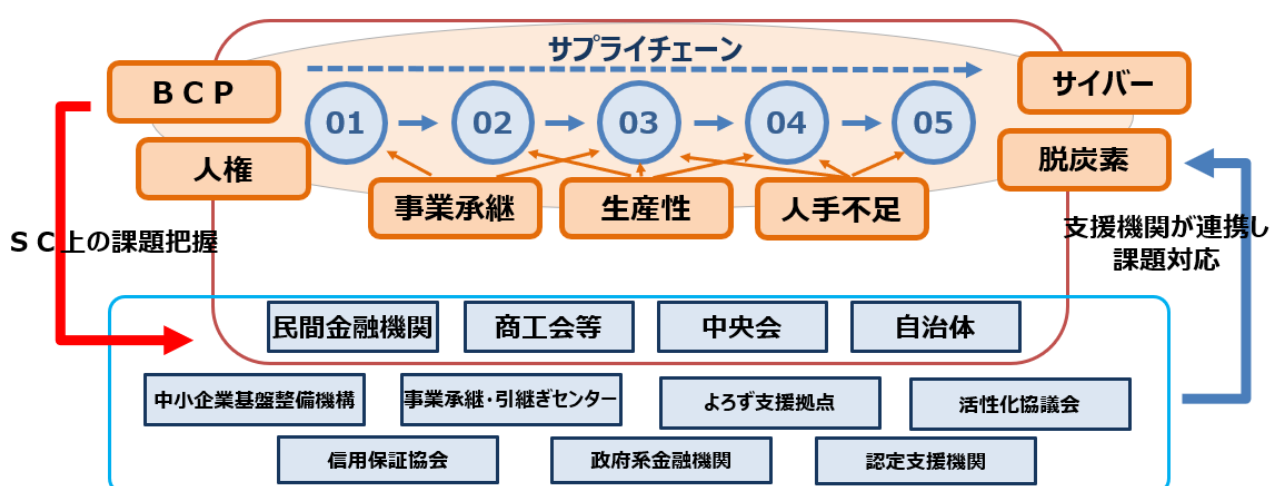 サプライチェーン
ＢＣＰ
サイバー
01
02
03
04
05
人権
脱炭素
事業承継
生産性
人手不足
ＳＣ上の課題把握
支援機関が連携し
課題対応
民間金融機関
商工会等
中央会
自治体
中小企業基盤整備機構
事業承継・引継ぎセンター
よろず支援拠点
活性化協議会
信用保証協会
政府系金融機関
認定支援機関